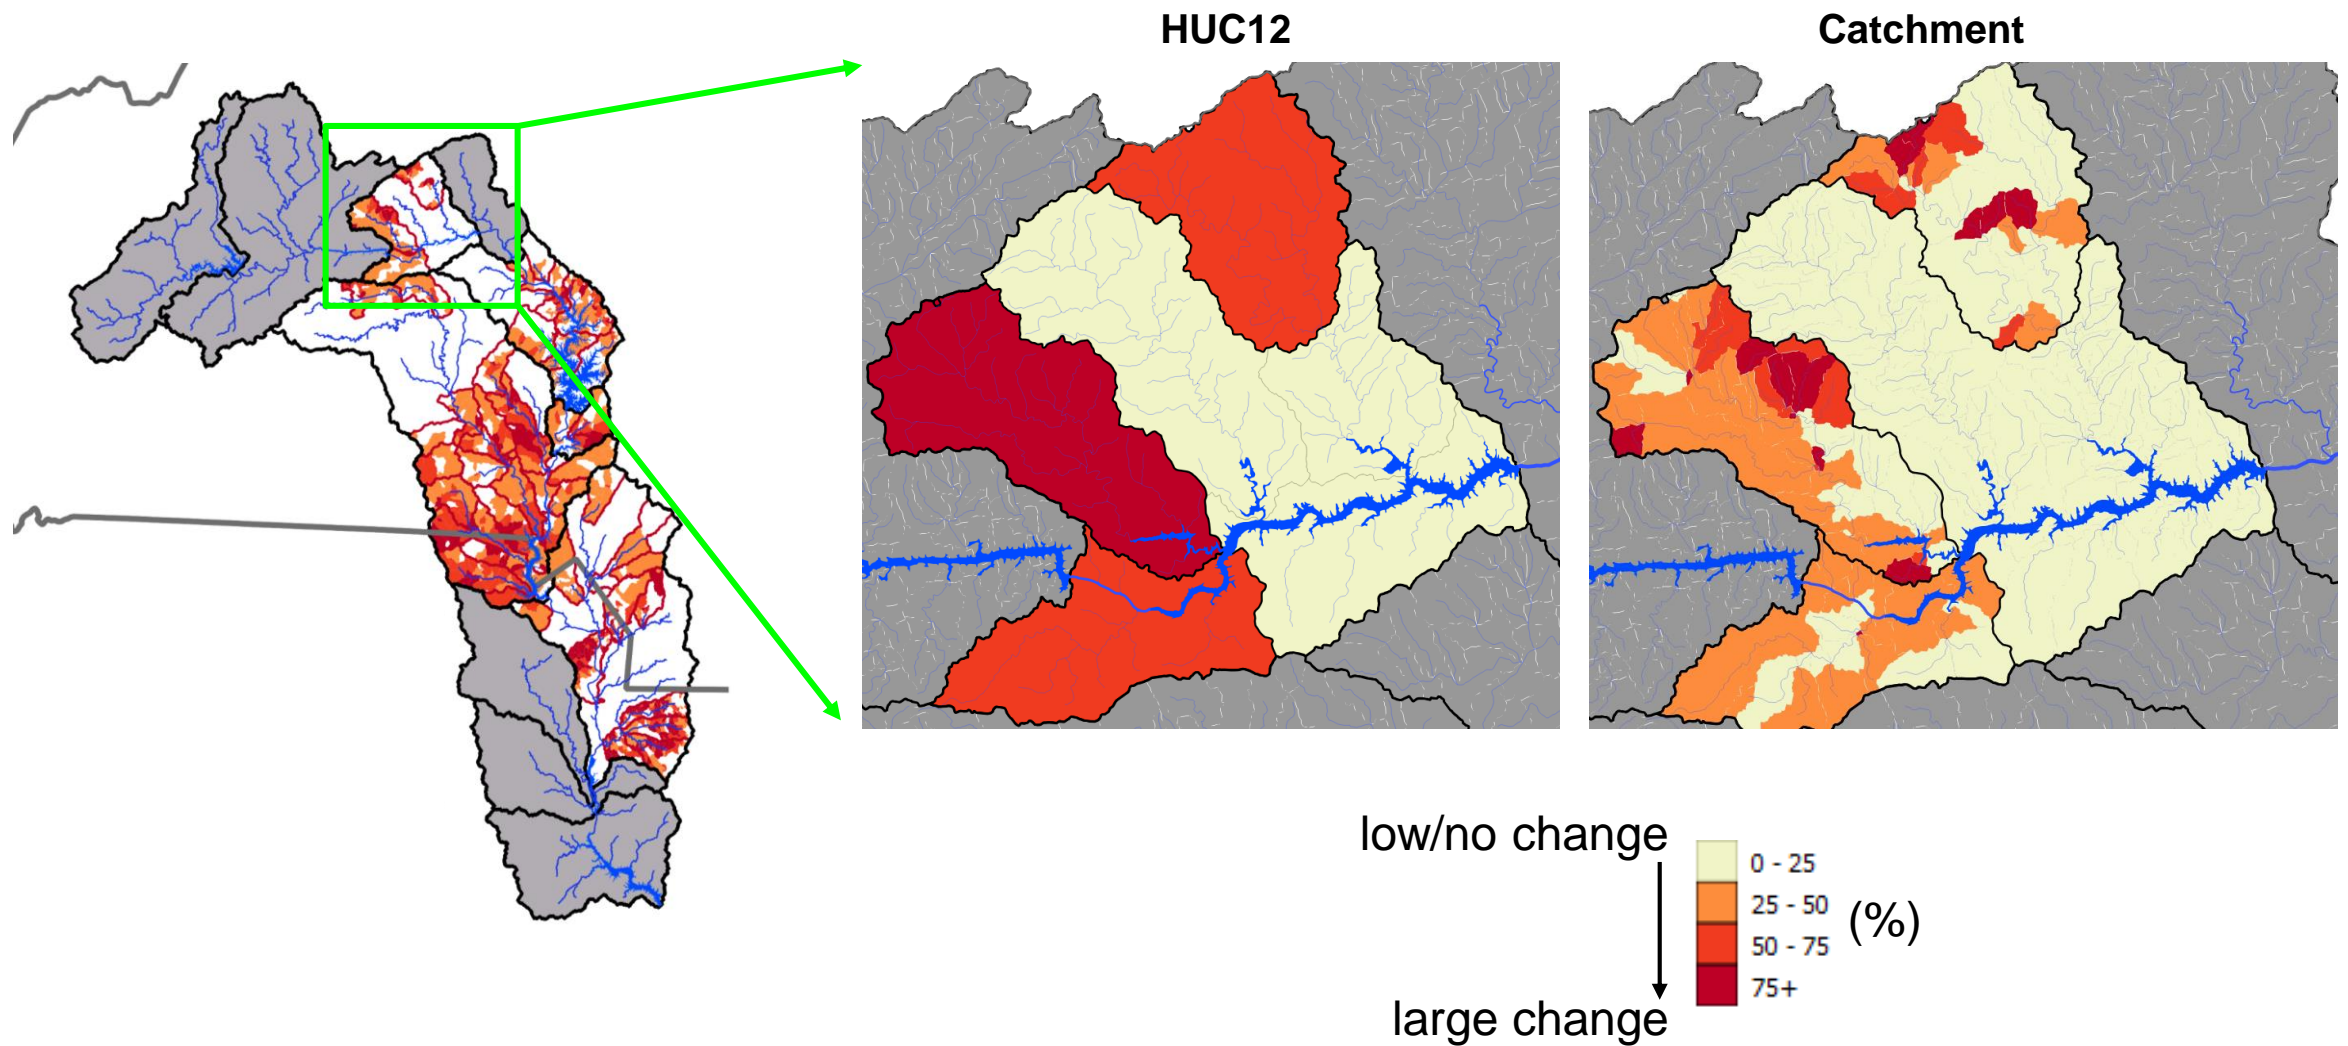 HUC12
Catchment
low/no change
0 - 25
25 - 50
(%)
50 - 75
75+
large change